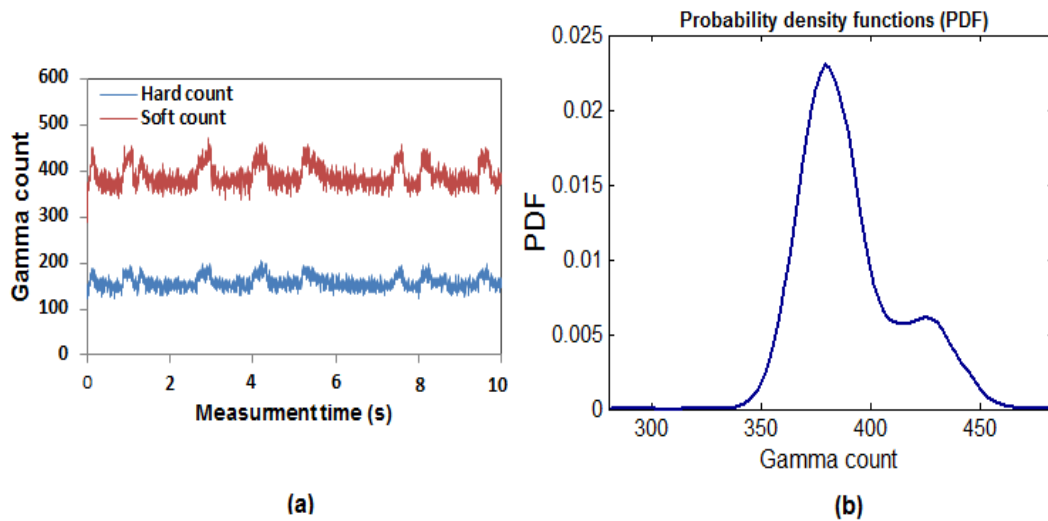 600
500
400
300
200
100
0
Gamma count
Hard count
Soft count
0 2 4 6 8 10
Measurment time (s)
(a)
Probability density functions (PDF)
0.025
0.02
0.015
0.01
0.005
0
PDF
300 350 400 450
Gamma count
(b)